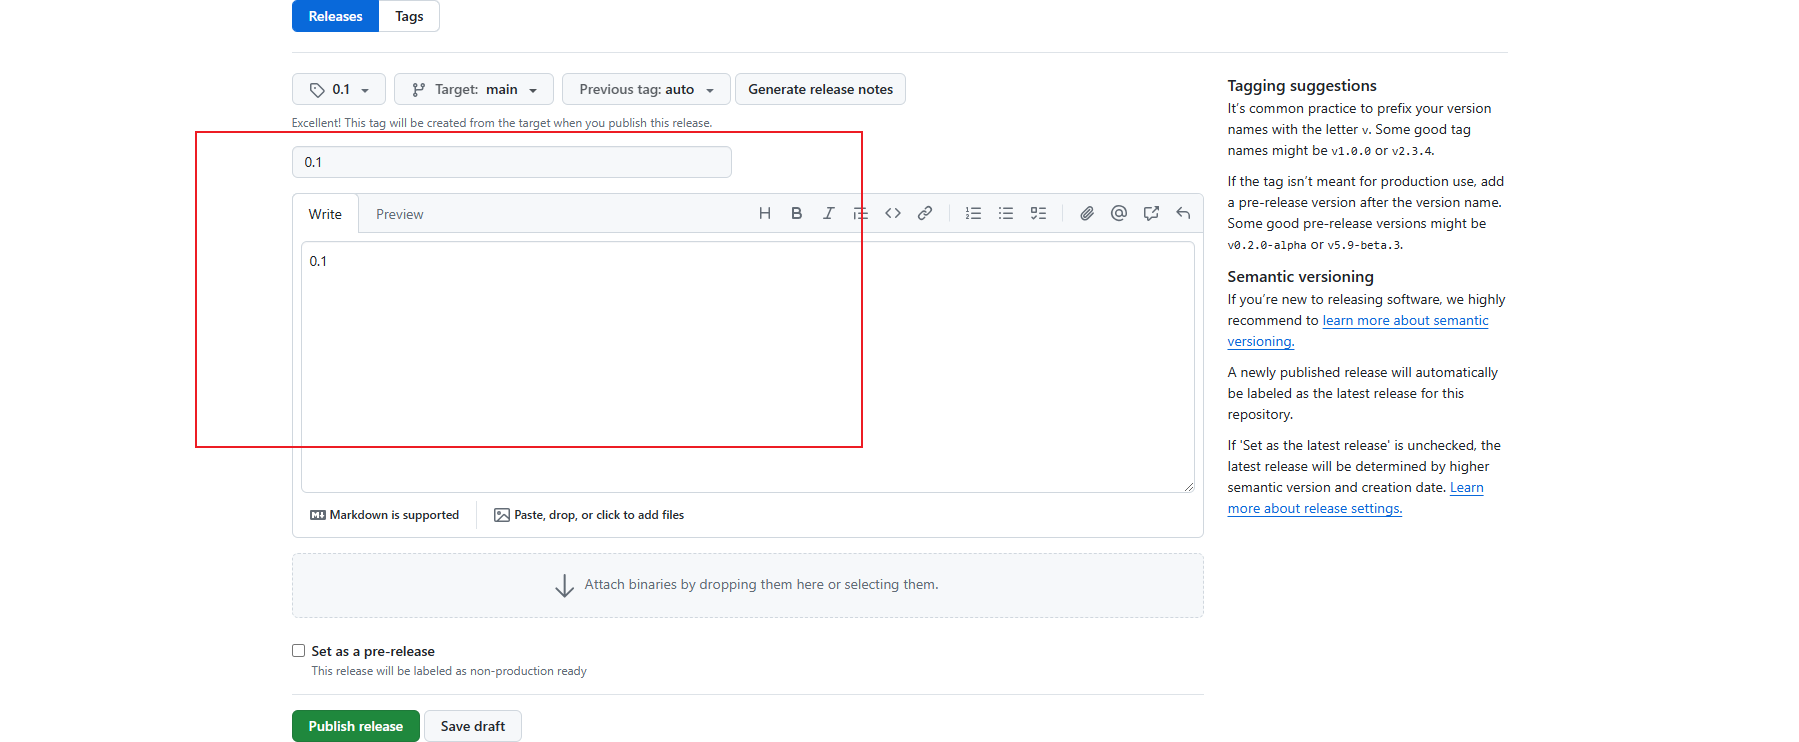 Releases Tags
0.1 Target: main Previous tag: auto Generate release notes
Excellent! This tag will be created from the target when you publish this release.
0.1
Write Preview
0.1
Markdown is supported Paste, drop, or click to add files
Attach binaries by dropping them here or selecting them.
Set as a pre-release
This release will be labeled as non-production ready
Publish release Save draft
Tagging suggestions
It’s common practice to prefix your version
names with the letter v. Some good tag
names might be v1.0.0 or v2.3.4.
If the tag isn’t meant for production use, add
a pre-release version after the version name.
Some good pre-release versions might be
v0.2.0-alpha or v5.9-beta.3.
Semantic versioning
If you’re new to releasing software, we highly
recommend to learn more about semantic
versioning.
A newly published release will automatically
be labeled as the latest release for this
repository.
If 'Set as the latest release' is unchecked, the
latest release will be determined by higher
semantic version and creation date. Learn
more about release settings.